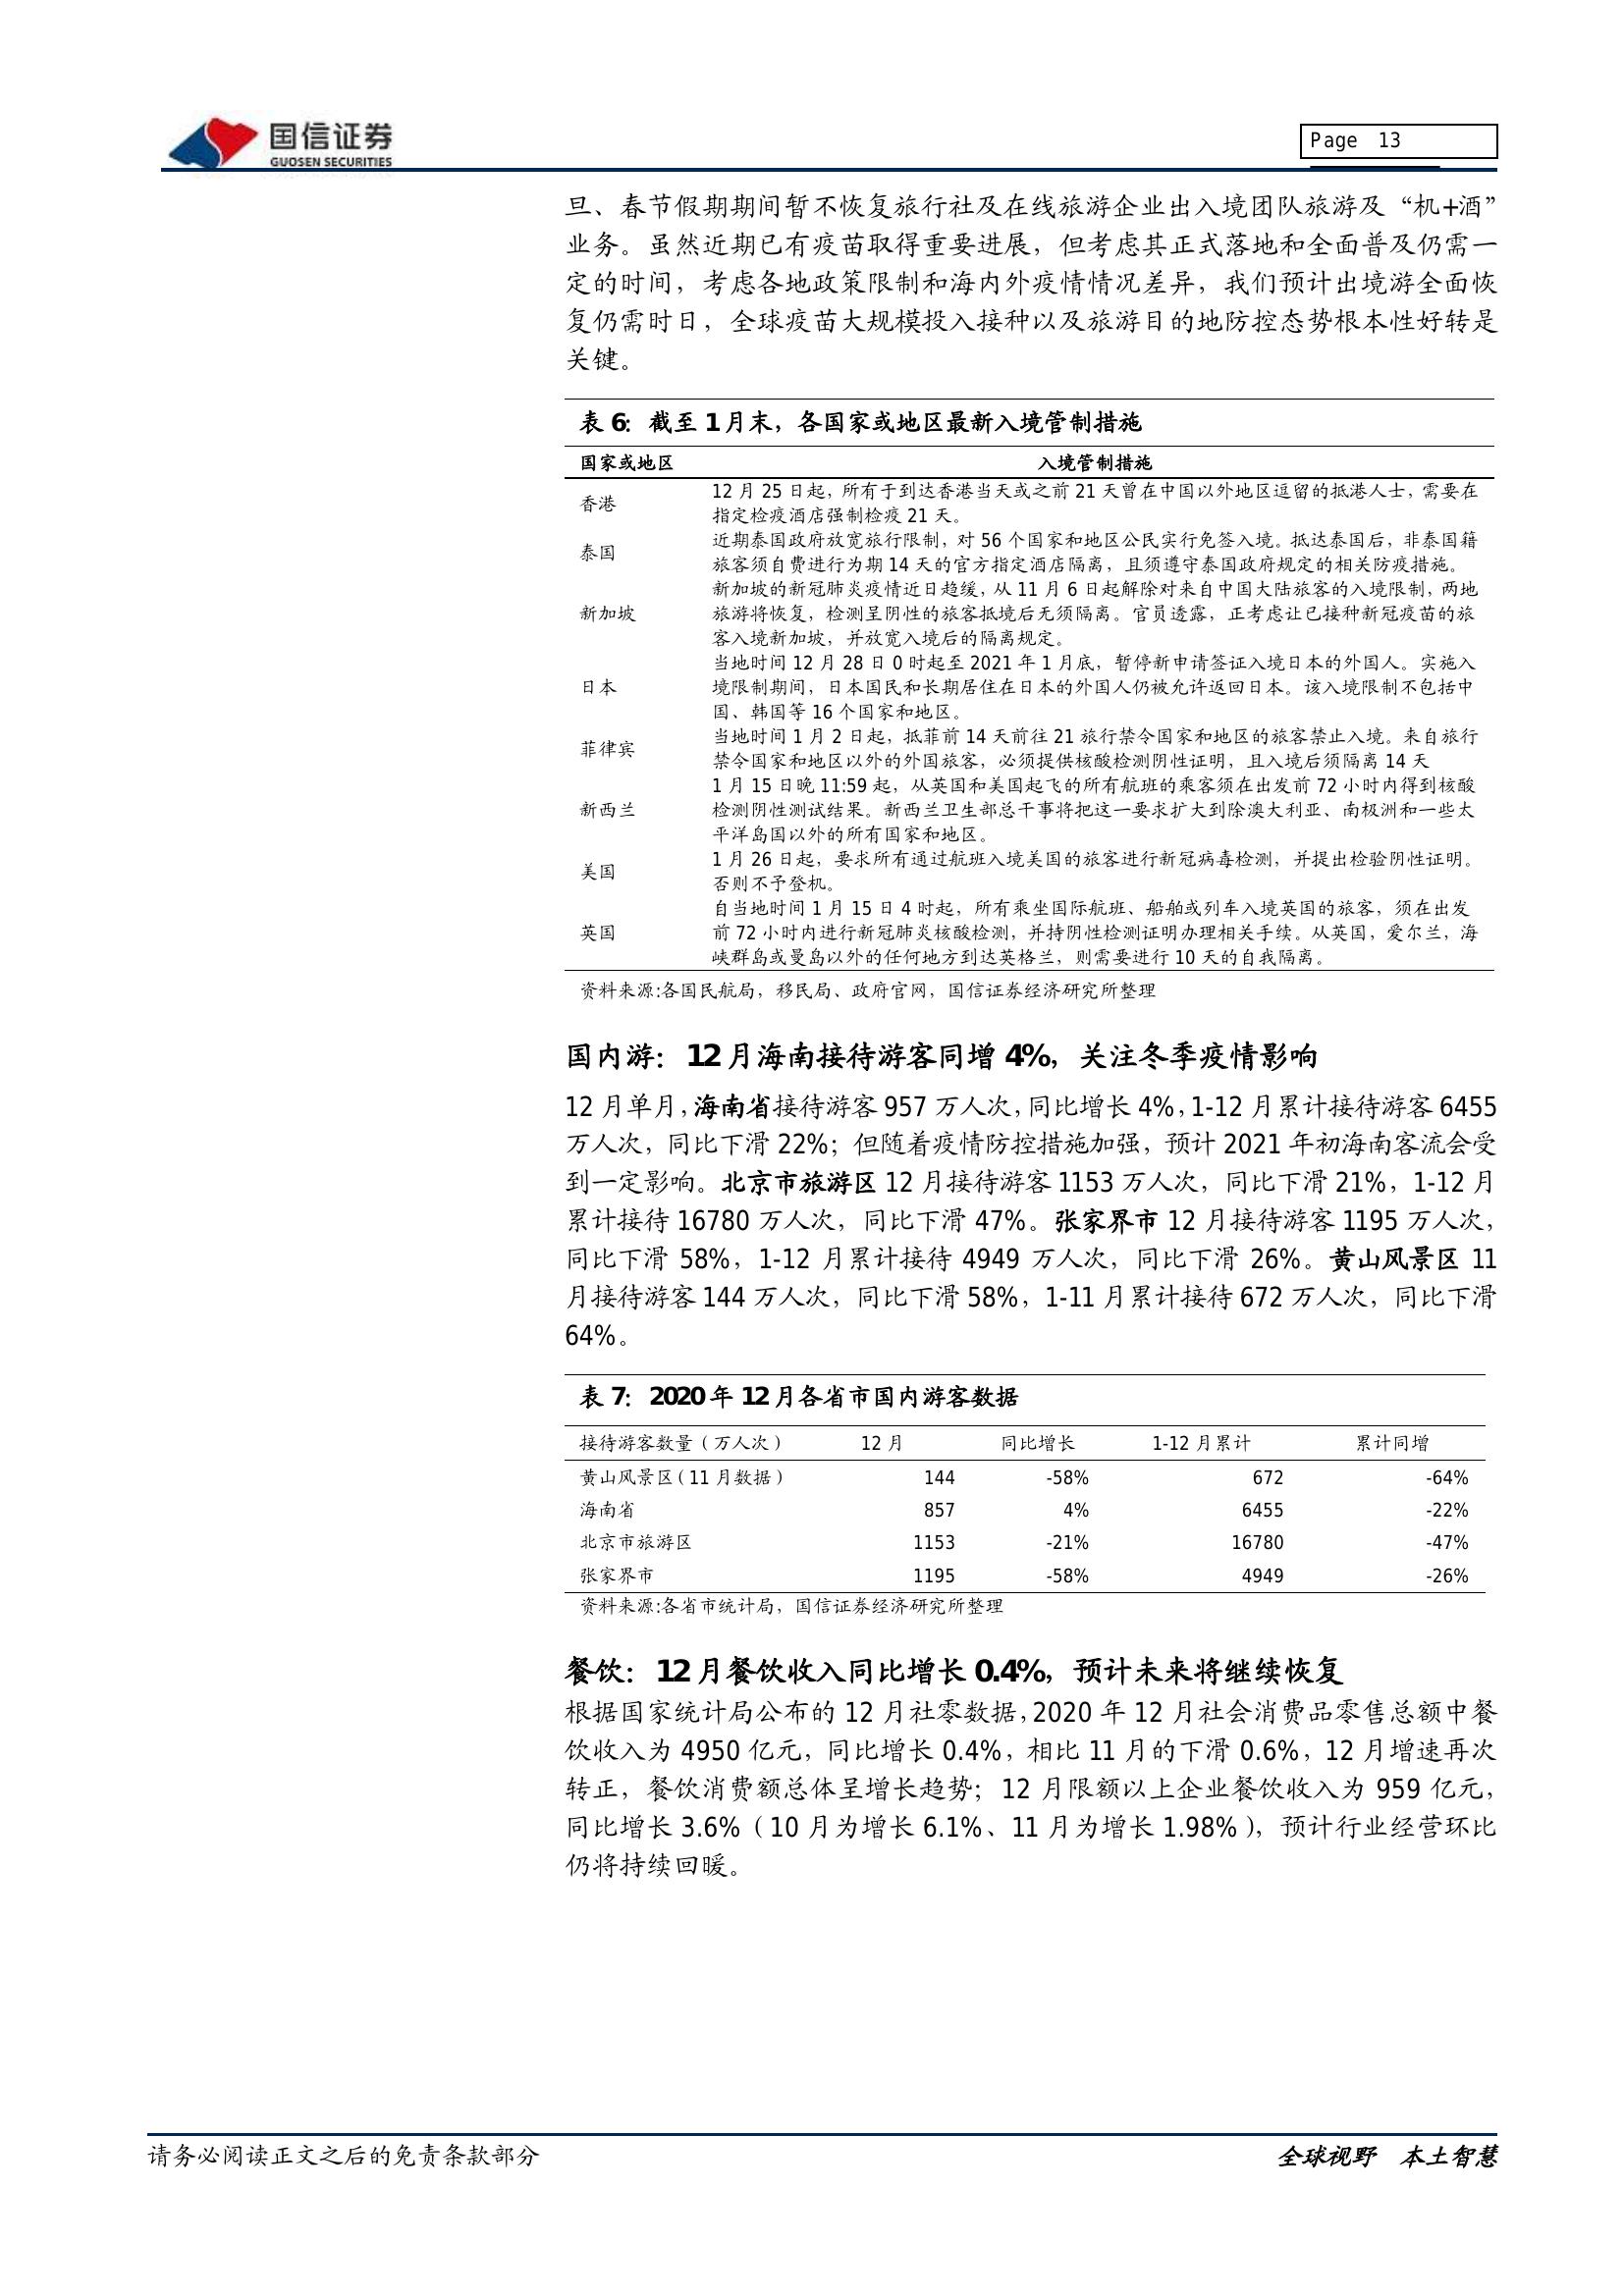 国信证券
GUOSEN SECURITIES
Page 13
旦、春节假期期间暂不恢复旅行社及在线旅游企业出入境团队旅游及“机+酒”
业务。虽然近期已有疫苗取得重要进展，但考虑其正式落地和全面普及仍需一
定的时间，考虑各地政策限制和海内外疫情情况差异，我们预计出境游全面恢
复仍需时日，全球疫苗大规模投入接种以及旅游目的地防控态势根本性好转是
关键。
表 6：截至 1 月末，各国家或地区最新入境管制措施
国家或地区 入境管制措施
香港 12 月 25 日起，所有于到达香港当天或之前 21 天曾在中国以外地区逗留的抵港人士，需要在
指定检疫酒店强制检疫 21 天。
泰国 近期泰国政府放宽旅行限制，对 56 个国家和地区公民实行免签入境。抵达泰国后，非泰国籍
旅客须自费进行为期 14 天的官方指定酒店隔离，且须遵守泰国政府规定的相关防疫措施。
新加坡 新加坡的新冠肺炎疫情近日趋缓，从 11 月 6 日起解除对来自中国大陆旅客的入境限制，两地
旅游将恢复，检测呈阴性的旅客抵境后无须隔离。官员透露，正考虑让已接种新冠疫苗的旅
客入境新加坡，并放宽入境后的隔离规定。
日本 当地时间 12 月 28 日 0 时起至 2021 年 1 月底，暂停新申请签证入境日本的外国人。实施入
境限制期间，日本国民和长期居住在日本的外国人仍被允许返回日本。该入境限制不包括中
国、韩国等 16 个国家和地区。
菲律宾 当地时间 1 月 2 日起，抵菲前 14 天前往 21 旅行禁令国家和地区的旅客禁止入境。来自旅行
禁令国家和地区以外的外国旅客，必须提供核酸检测阴性证明，且入境后须隔离 14 天
新西兰 1 月 15 日晚 11:59 起，从英国和美国起飞的所有航班的乘客须在出发前 72 小时内得到核酸
检测阴性测试结果。新西兰卫生部总干事将把这一要求扩大到除澳大利亚、南极洲和一些太
平洋岛国以外的所有国家和地区。
美国 1 月 26 日起，要求所有通过航班入境美国的旅客进行新冠病毒检测，并提出检验阴性证明。
否则不予登机。
英国 自当地时间 1 月 15 日 4 时起，所有乘坐国际航班、船舶或列车入境英国的旅客，须在出发
前 72 小时内进行新冠肺炎核酸检测，并持阴性检测证明办理相关手续。从英国，爱尔兰，海
峡群岛或曼岛以外的任何地方到达英格兰，则需要进行 10 天的自我隔离。
资料来源:各国民航局，移民局、政府官网，国信证券经济研究所整理
国内游：12 月海南接待游客同增 4%，关注冬季疫情影响
12 月单月，海南省接待游客 957 万人次，同比增长 4%，1-12 月累计接待游客 6455
万人次，同比下滑 22%；但随着疫情防控措施加强，预计 2021 年初海南客流会受
到一定影响。北京市旅游区 12 月接待游客 1153 万人次，同比下滑 21%，1-12 月
累计接待 16780 万人次，同比下滑 47%。张家界市 12 月接待游客 1195 万人次，
同比下滑 58%，1-12 月累计接待 4949 万人次，同比下滑 26%。黄山风景区 11
月接待游客 144 万人次，同比下滑 58%，1-11 月累计接待 672 万人次，同比下滑
64%。
表 7：2020 年 12 月各省市国内游客数据
接待游客数量（万人次） 12 月 同比增长 1-12 月累计 累计同增
黄山风景区（11 月数据） 144 -58% 672 -64%
海南省 857 4% 6455 -22%
北京市旅游区 1153 -21% 16780 -47%
张家界市 1195 -58% 4949 -26%
资料来源:各省市统计局，国信证券经济研究所整理
餐饮：12 月餐饮收入同比增长 0.4%，预计未来将继续恢复
根据国家统计局公布的 12 月社零数据，2020 年 12 月社会消费品零售总额中餐
饮收入为 4950 亿元，同比增长 0.4%，相比 11 月的下滑 0.6%，12 月增速再次
转正，餐饮消费额总体呈增长趋势；12 月限额以上企业餐饮收入为 959 亿元，
同比增长 3.6%（10 月为增长 6.1%、11 月为增长 1.98%），预计行业经营环比
仍将持续回暖。
请务必阅读正文之后的免责条款部分
全球视野 本土智慧